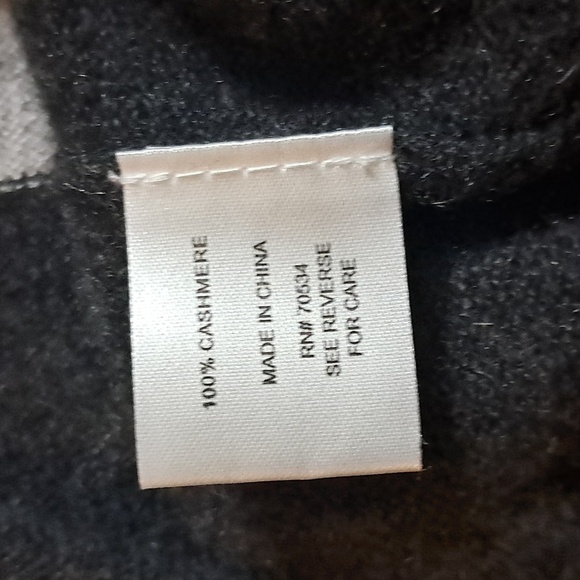 100% CASHMERE
MADE IN CHINA
RN# 70534
SEE REVERSE
FOR CARE